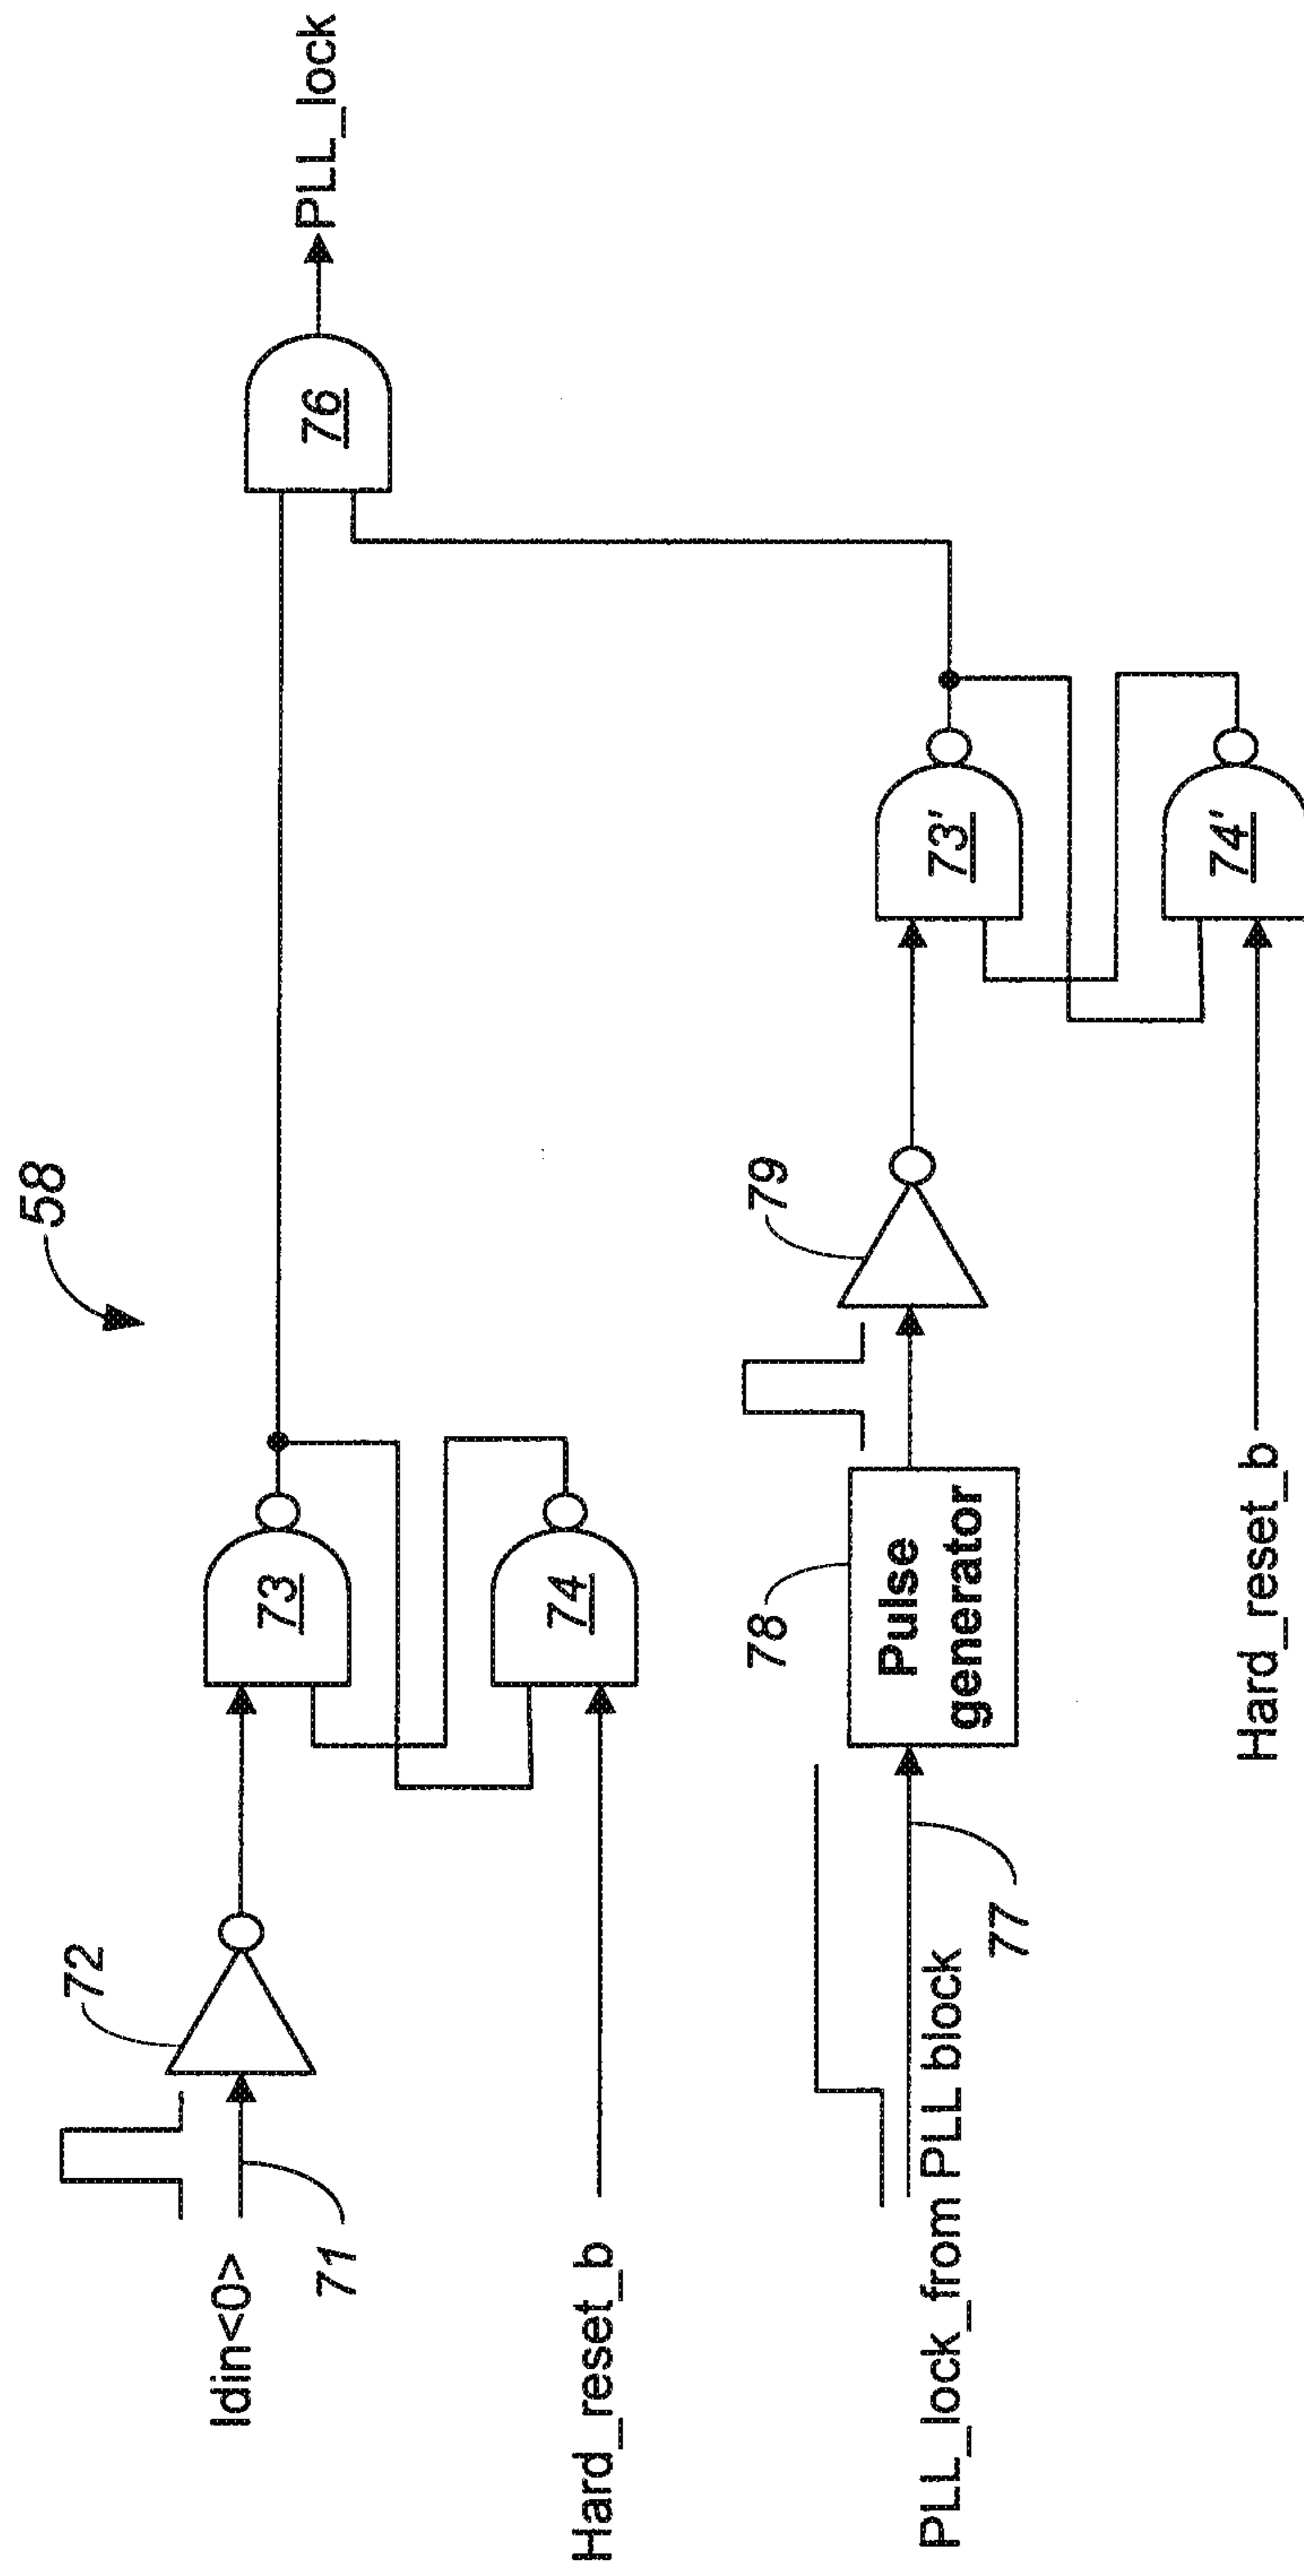 58
Idin<0>
71
72
73
74
Hard_reset_b
76
PLL_lock
PLL_lock_from PLL block
77
78
Pulse
generator
79
73'
74'
Hard_reset_b